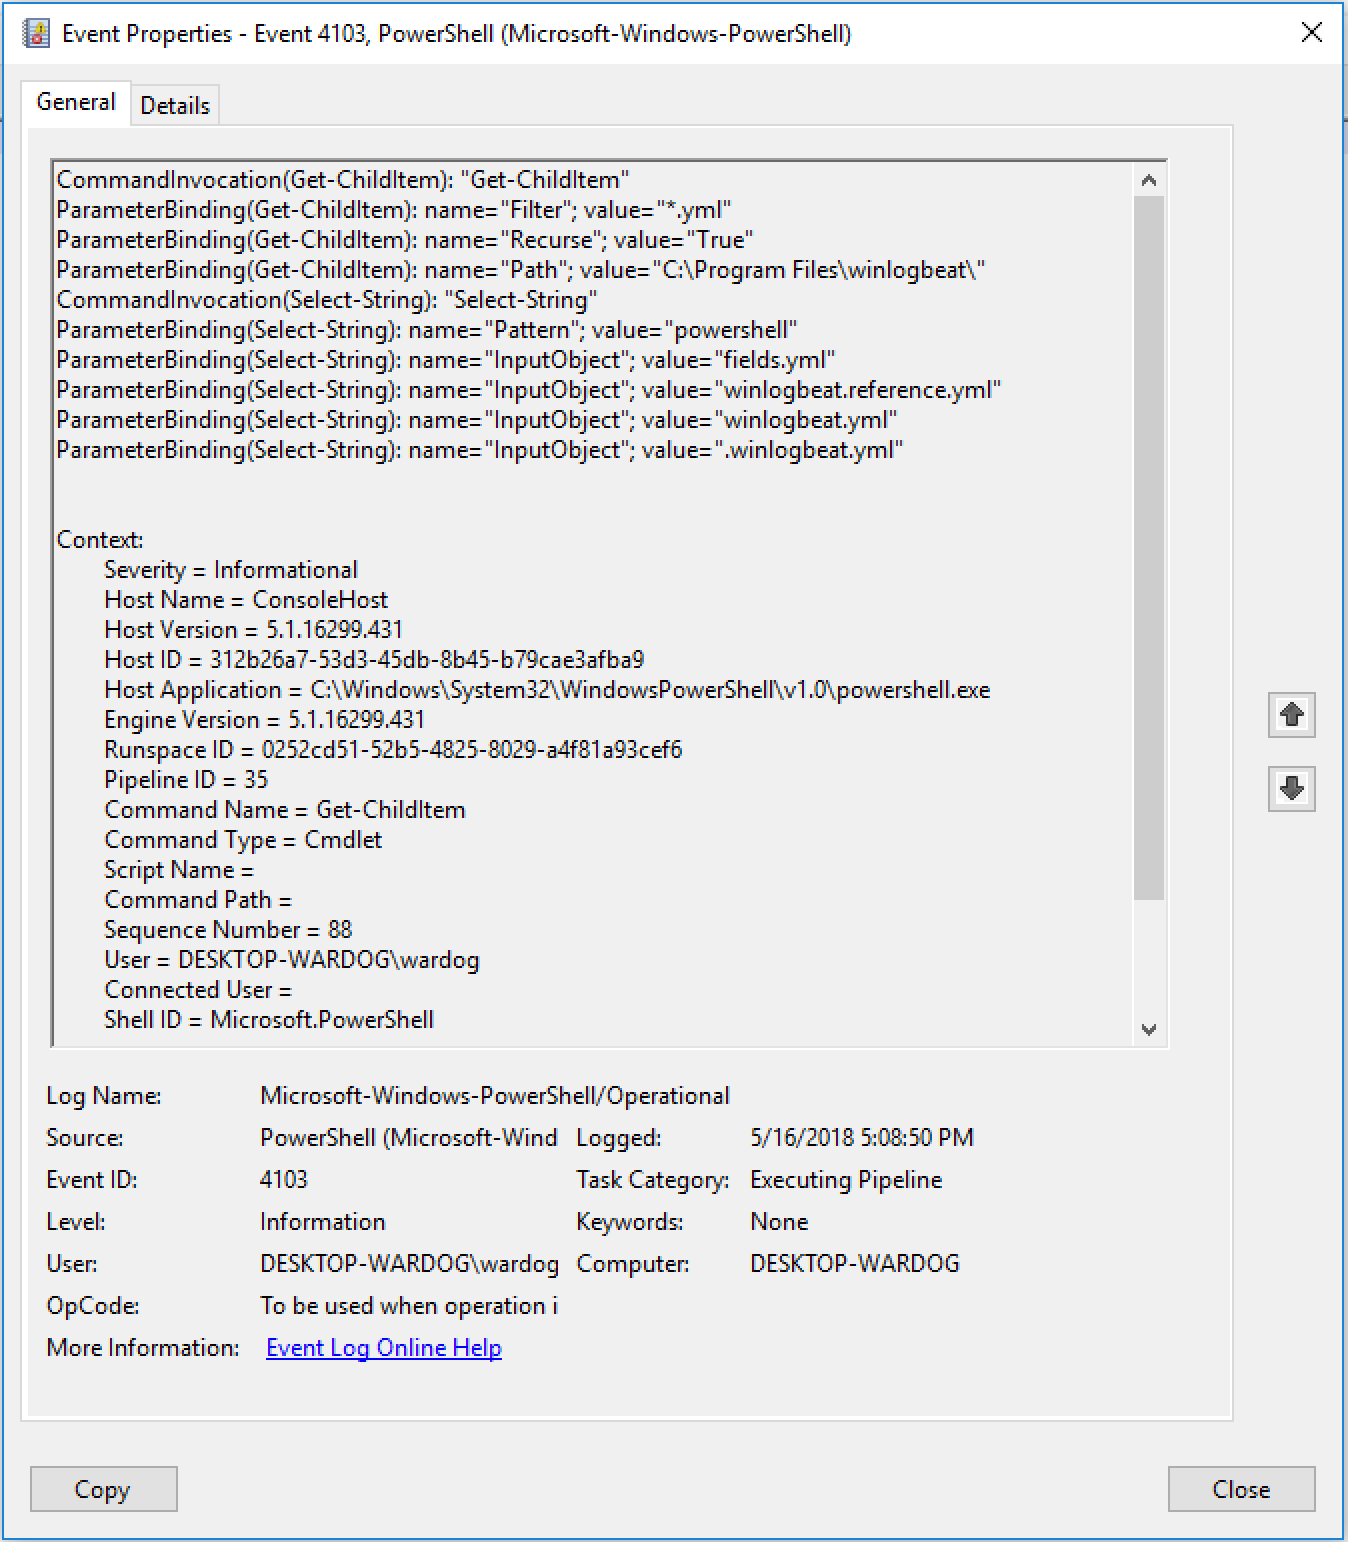 Event Properties - Event 4103, PowerShell (Microsoft-Windows-PowerShell)
General Details
CommandInvocation(Get-ChildItem): "Get-ChildItem"
ParameterBinding(Get-ChildItem): name="Filter"; value="*.yml"
ParameterBinding(Get-ChildItem): name="Recurse"; value="True"
ParameterBinding(Get-ChildItem): name="Path"; value="C:\Program Files\winlogbeat\"
CommandInvocation(Select-String): "Select-String"
ParameterBinding(Select-String): name="Pattern"; value="powershell"
ParameterBinding(Select-String): name="InputObject"; value="fields.yml"
ParameterBinding(Select-String): name="InputObject"; value="winlogbeat.reference.yml"
ParameterBinding(Select-String): name="InputObject"; value="winlogbeat.yml"
ParameterBinding(Select-String): name="InputObject"; value=".winlogbeat.yml"
Context:
Severity = Informational
Host Name = ConsoleHost
Host Version = 5.1.16299.431
Host ID = 312b26a7-53d3-45db-8b45-b79cae3afba9
Host Application = C:\Windows\System32\WindowsPowerShell\v1.0\powershell.exe
Engine Version = 5.1.16299.431
Runspace ID = 0252cd51-52b5-4825-8029-a4f81a93cef6
Pipeline ID = 35
Command Name = Get-ChildItem
Command Type = Cmdlet
Script Name =
Command Path =
Sequence Number = 88
User = DESKTOP-WARDOG\wardog
Connected User =
Shell ID = Microsoft.PowerShell
Log Name: Microsoft-Windows-PowerShell/Operational
Source: PowerShell (Microsoft-Wind Logged: 5/16/2018 5:08:50 PM
Event ID: 4103 Task Category: Executing Pipeline
Level: Information Keywords: None
User: DESKTOP-WARDOG\wardog Computer: DESKTOP-WARDOG
OpCode: To be used when operation i
More Information: Event Log Online Help
Copy Close